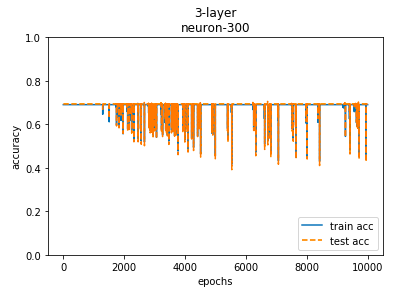 3-layer
neuron-300
1.0
0.8
0.6
0.4
0.2
0.0
accuracy
0
2000
4000
6000
8000
10000
epochs
train acc
test acc